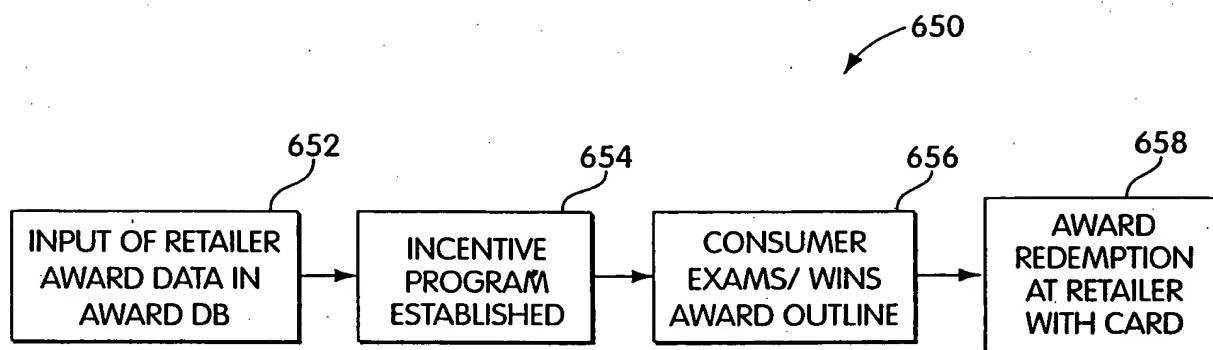 650
652
654
656
658
INPUT OF RETAILER
AWARD DATA IN
AWARD DB
INCENTIVE
PROGRAM
ESTABLISHED
CONSUMER
EXAMS/ WINS
AWARD OUTLINE
AWARD
REDEMPTION
AT RETAILER
WITH CARD